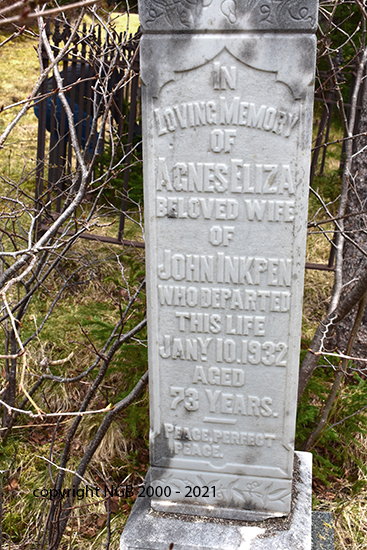 IN
LOVING MEMORY
OF
AGNES ELIZA
BELOVED WIFE
OF
JOHN INKPEN
WHO DEPARTED
THIS LIFE
JANY 10.1932
AGED
73 YEARS.
PEACE, PERFECT
PEACE.
copyright NGB 2000 - 2021